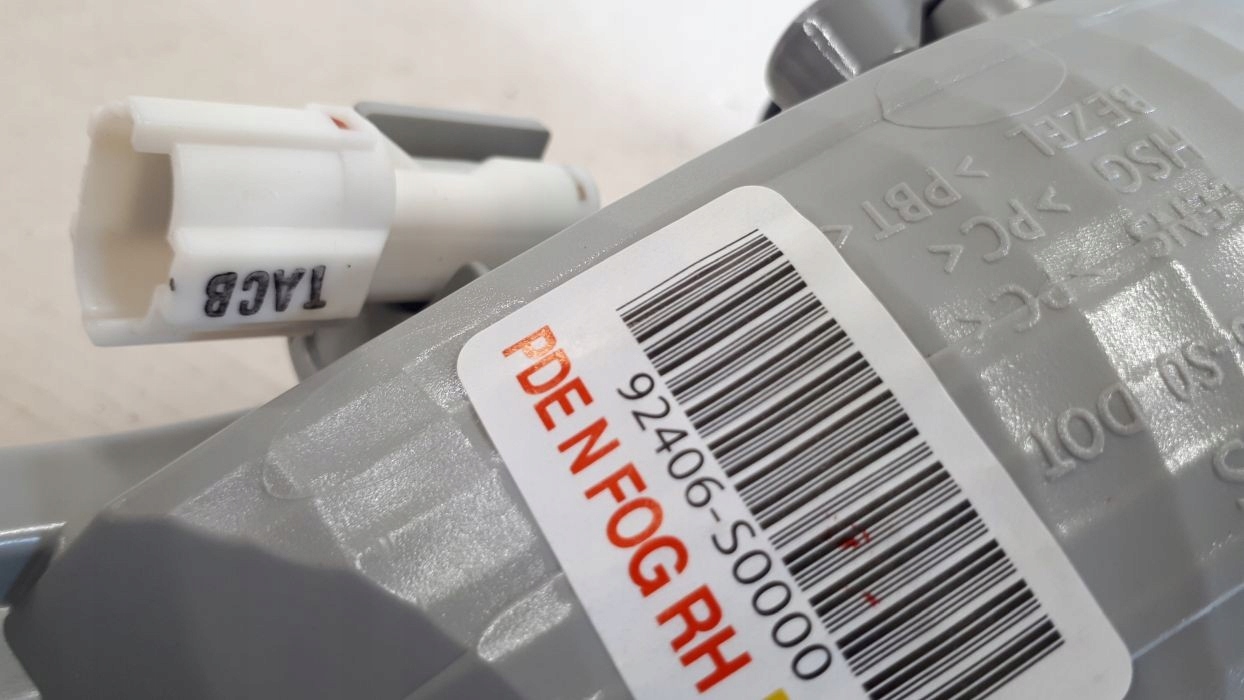 TACB
PDE N FOG RH
92406-S0000
BEZEL >PBT<
HSG >PC<
>PC<
DOT